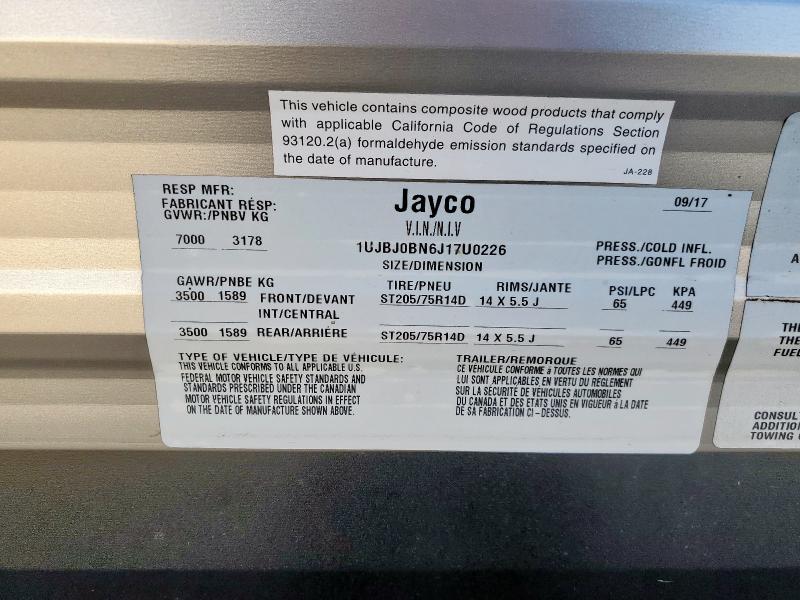 This vehicle contains composite wood products that comply
with applicable California Code of Regulations Section
93120.2(a) formaldehyde emission standards specified on
the date of manufacture.
JA-228
RESP MFR:
FABRICANT RESP:
GVWR:/PNBV KG
7000 3178
Jayco
09/17
V.I.N./N.I.V
1UJBJ0BN6J17U0226
SIZE/DIMENSION
PRESS./COLD INFL.
PRESS./GONFL FROID
GAWR/PNBE KG TIRE/PNEU RIMS/JANTE PSI/LPC KPA
3500 1589 FRONT/DEVANT ST205/75R14D 14 X 5.5 J 65 449
INT/CENTRAL
3500 1589 REAR/ARRIÈRE ST205/75R14D 14 X 5.5 J 65 449
TYPE OF VEHICLE/TYPE DE VÉHICULE:
THIS VEHICLE CONFORMS TO ALL APPLICABLE U.S.
FEDERAL MOTOR VEHICLE SAFETY STANDARDS AND
STANDARDS PRESCRIBED UNDER THE CANADIAN
MOTOR VEHICLE SAFETY REGULATIONS IN EFFECT
ON THE DATE OF MANUFACTURE SHOWN ABOVE.
TRAILER/REMORQUE
CE VÉHICULE CONFORME à TOUTES LES NORMES QUI
LUI SONT APPLICABLES EN VERTU DU RÈGLEMENT
SUR LA SÉCURITÉ DE VÉHICULES AUTOMOBILES
DU CANADA ET DES ETATS UNIS EN VIGUEUR à LA DATE
DE SA FABRICATION CI-DESSUS.
A
TH
THE
FUEL
CONSULT
ADDITION
TOWING